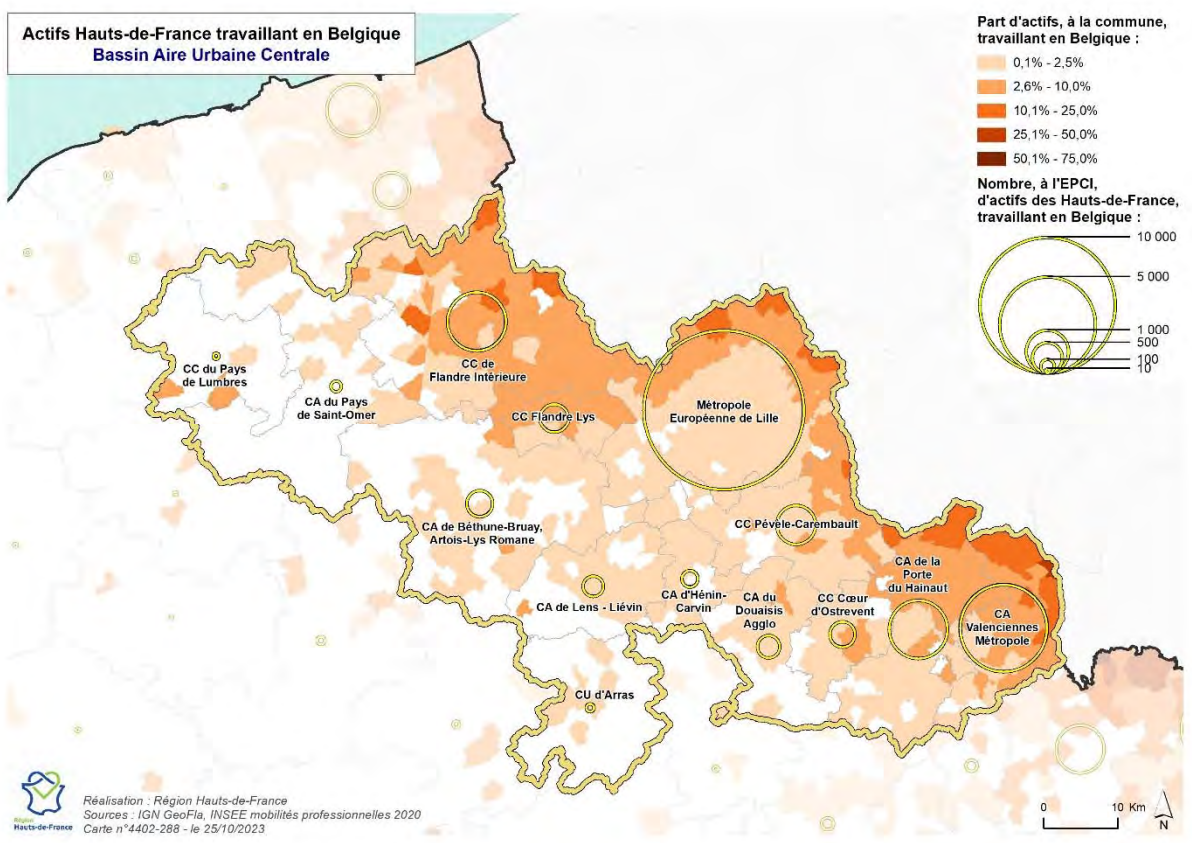 Actifs Hauts-de-France travaillant en Belgique
Bassin Aire Urbaine Centrale
Part d'actifs, à la commune,
travaillant en Belgique :
0,1% - 2,5%
2,6% - 10,0%
10,1% - 25,0%
25,1% - 50,0%
50,1% - 75,0%
Nombre, à l'EPCI,
d'actifs des Hauts-de-France,
travaillant en Belgique :
10 000
5 000
1 000
500
100
10
CC du Pays
de Lumbres
CA du Pays
de Saint-Omer
CC de
Flandre Intérieure
CC Flandre Lys
Métropole
Européenne de Lille
CA de Béthune-Bruay,
Artois-Lys Romane
CC Pévèle-Carembault
CA de Lens - Liévin
CA d'Hénin-
Carvin
CA du
Douaisis
Agglo
CC Cœur
d'Ostrevent
CA de la
Porte
du Hainaut
CA
Valenciennes
Métropole
CU d'Arras
Région
Hauts-de-France
Réalisation : Région Hauts-de-France
Sources : IGN GeoFla, INSEE mobilités professionnelles 2020
Carte n°4402-288 - le 25/10/2023
0 10 Km
N